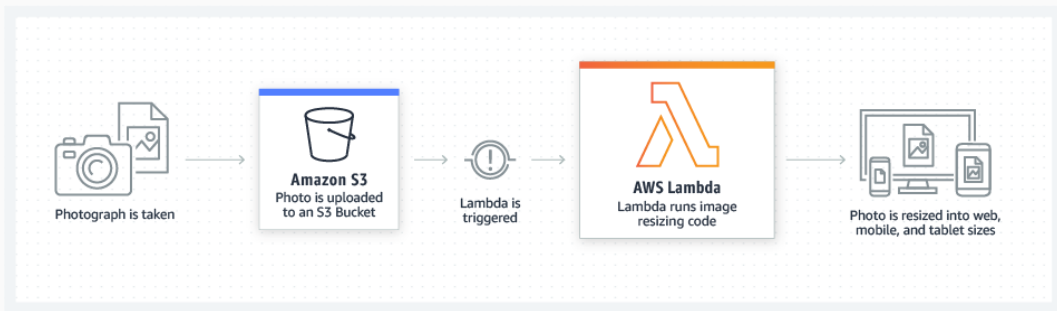 Photograph is taken
Amazon S3
Photo is uploaded
to an S3 Bucket
Lambda is
triggered
AWS Lambda
Lambda runs image
resizing code
Photo is resized into web,
mobile, and tablet sizes